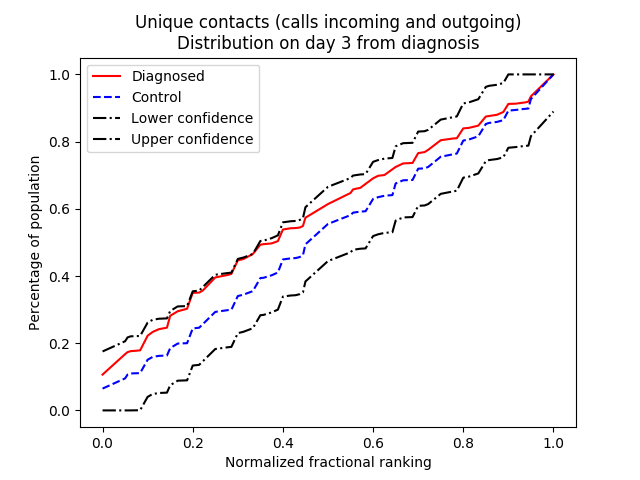 Unique contacts (calls incoming and outgoing)
Distribution on day 3 from diagnosis
Diagnosed
Control
Lower confidence
Upper confidence
Percentage of population
1.0
0.8
0.6
0.4
0.2
0.0
0.0 0.2 0.4 0.6 0.8 1.0
Normalized fractional ranking